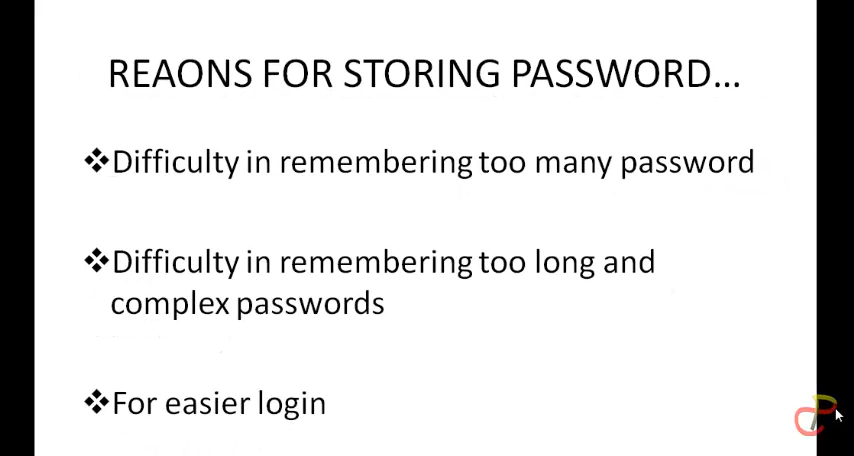 REAONS FOR STORING PASSWORD...
❖Difficulty in remembering too many password
❖Difficulty in remembering too long and
complex passwords
❖For easier login